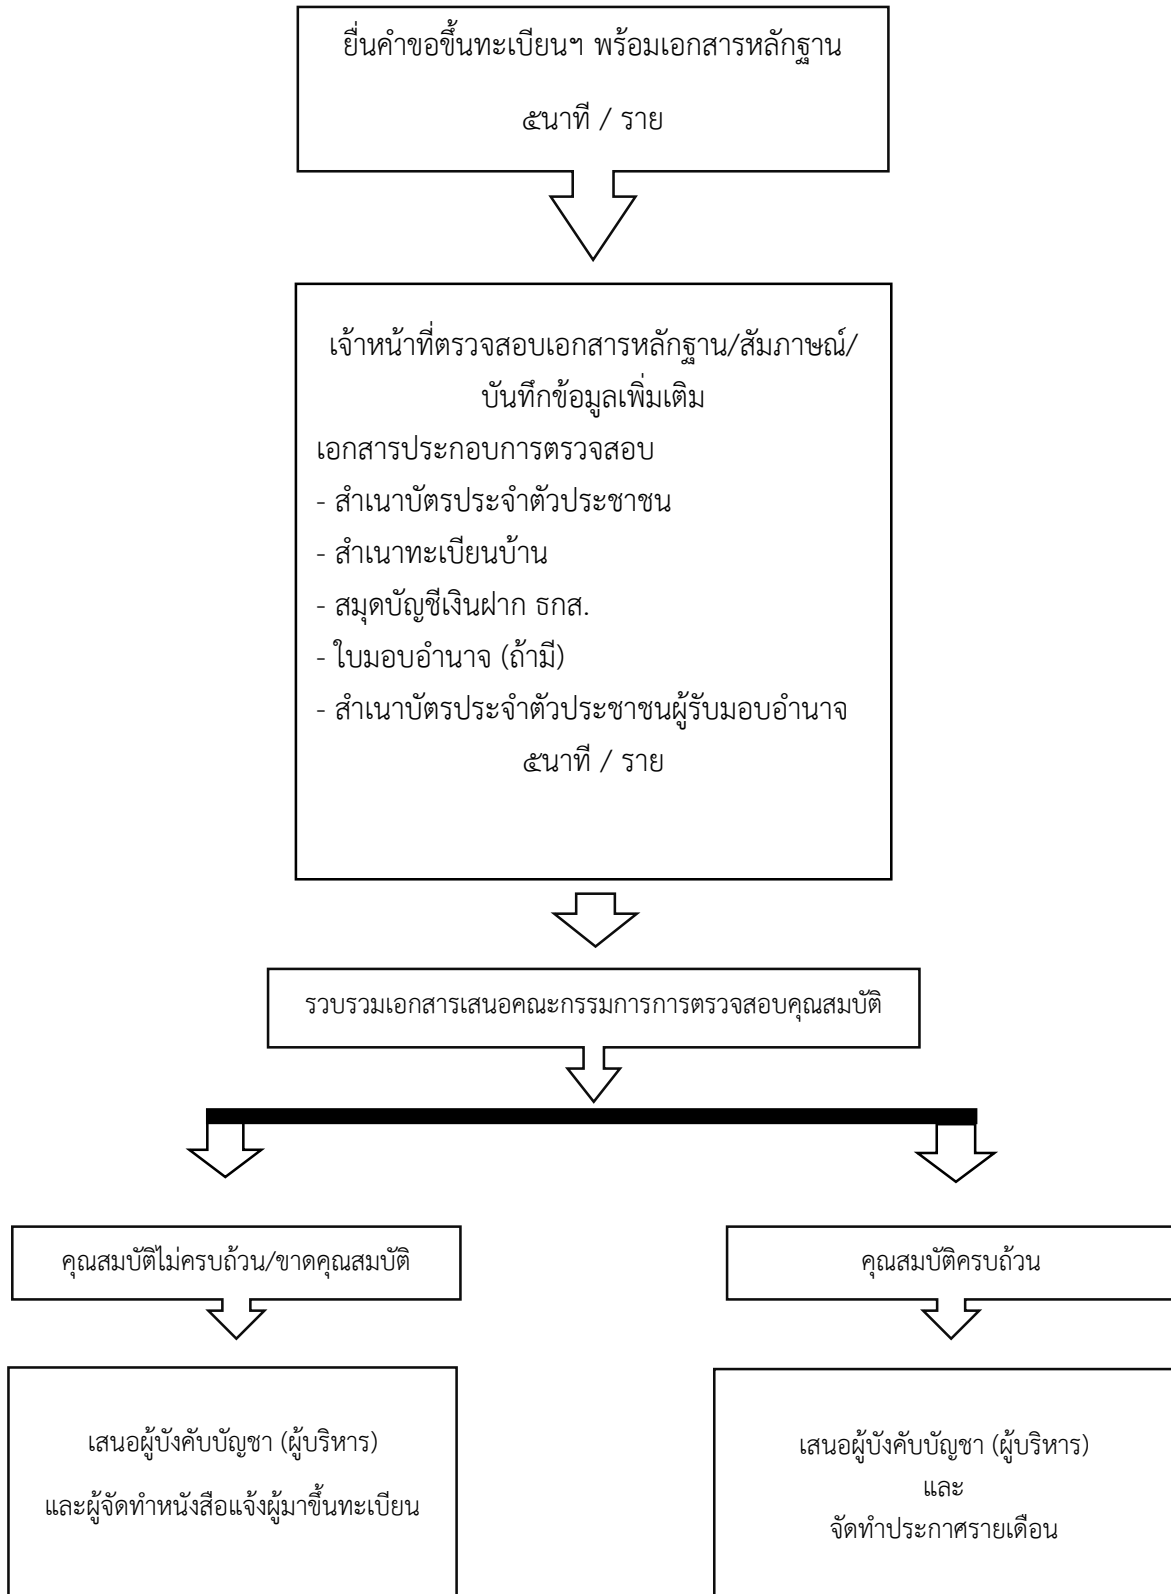 ยื่นคำขอขึ้นทะเบียนฯ พร้อมเอกสารหลักฐาน
๕นาที / ราย
เจ้าหน้าที่ตรวจสอบเอกสารหลักฐาน/สัมภาษณ์/
บันทึกข้อมูลเพิ่มเติม
เอกสารประกอบการตรวจสอบ
- สำเนาบัตรประจำตัวประชาชน
- สำเนาทะเบียนบ้าน
- สมุดบัญชีเงินฝาก ธกส.
- ใบมอบอำนาจ (ถ้ามี)
- สำเนาบัตรประจำตัวประชาชนผู้รับมอบอำนาจ
๕นาที / ราย
รวบรวมเอกสารเสนอคณะกรรมการการตรวจสอบคุณสมบัติ
คุณสมบัติไม่ครบถ้วน/ขาดคุณสมบัติ
คุณสมบัติครบถ้วน
เสนอผู้บังคับบัญชา (ผู้บริหาร)
และผู้จัดทำหนังสือแจ้งผู้มาขึ้นทะเบียน
เสนอผู้บังคับบัญชา (ผู้บริหาร)
และ
จัดทำประกาศรายเดือน